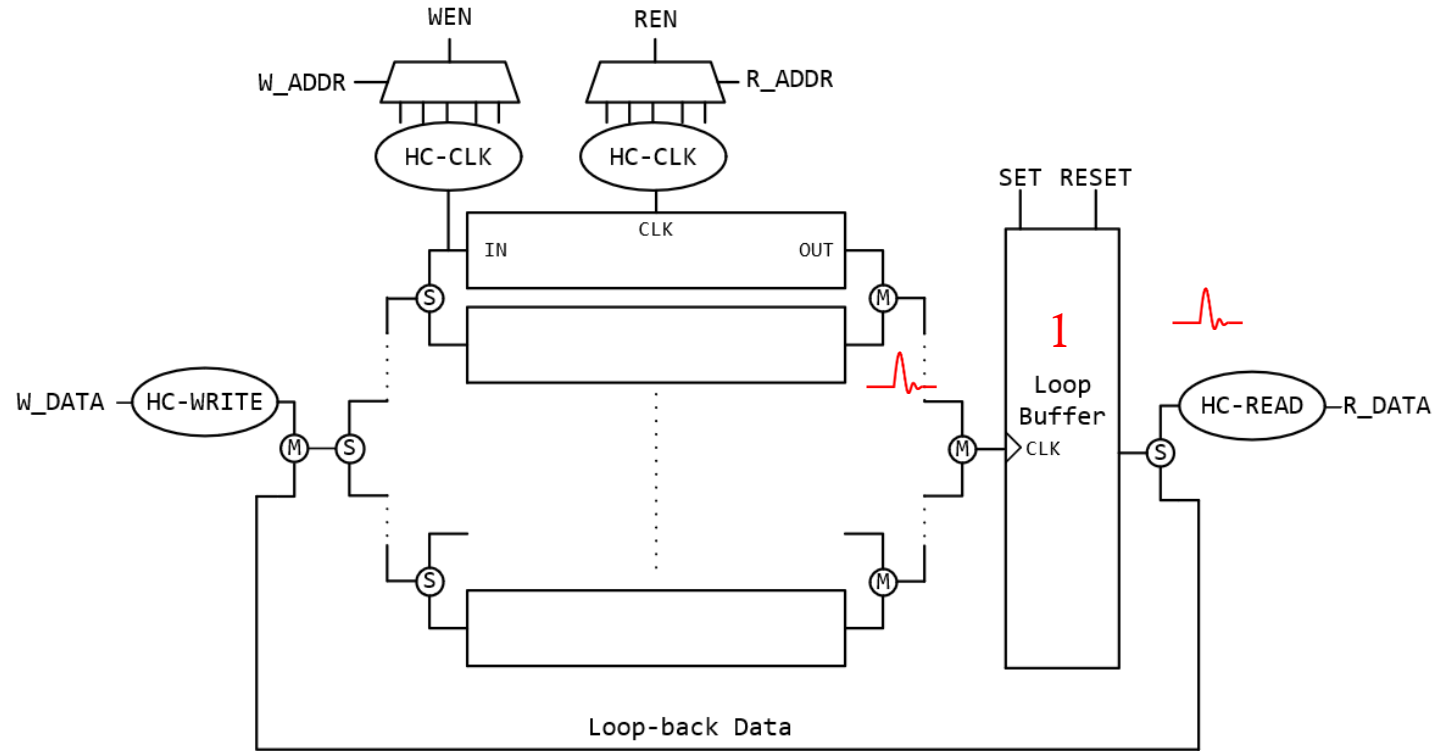 WEN
REN
W_ADDR
R_ADDR
HC-CLK
HC-CLK
SET RESET
CLK
IN
OUT
S
M
1
Loop
Buffer
W_DATA
HC-WRITE
HC-READ
R_DATA
M
S
M
CLK
S
S
M
Loop-back Data